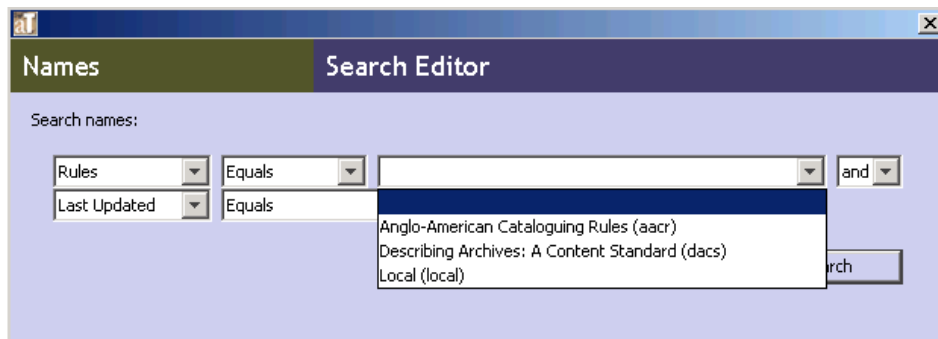 aT
Names Search Editor
Search names:
Rules Equals and
Last Updated Equals
Anglo-American Cataloguing Rules (aacr)
Describing Archives: A Content Standard (dacs)
Local (local)
rch